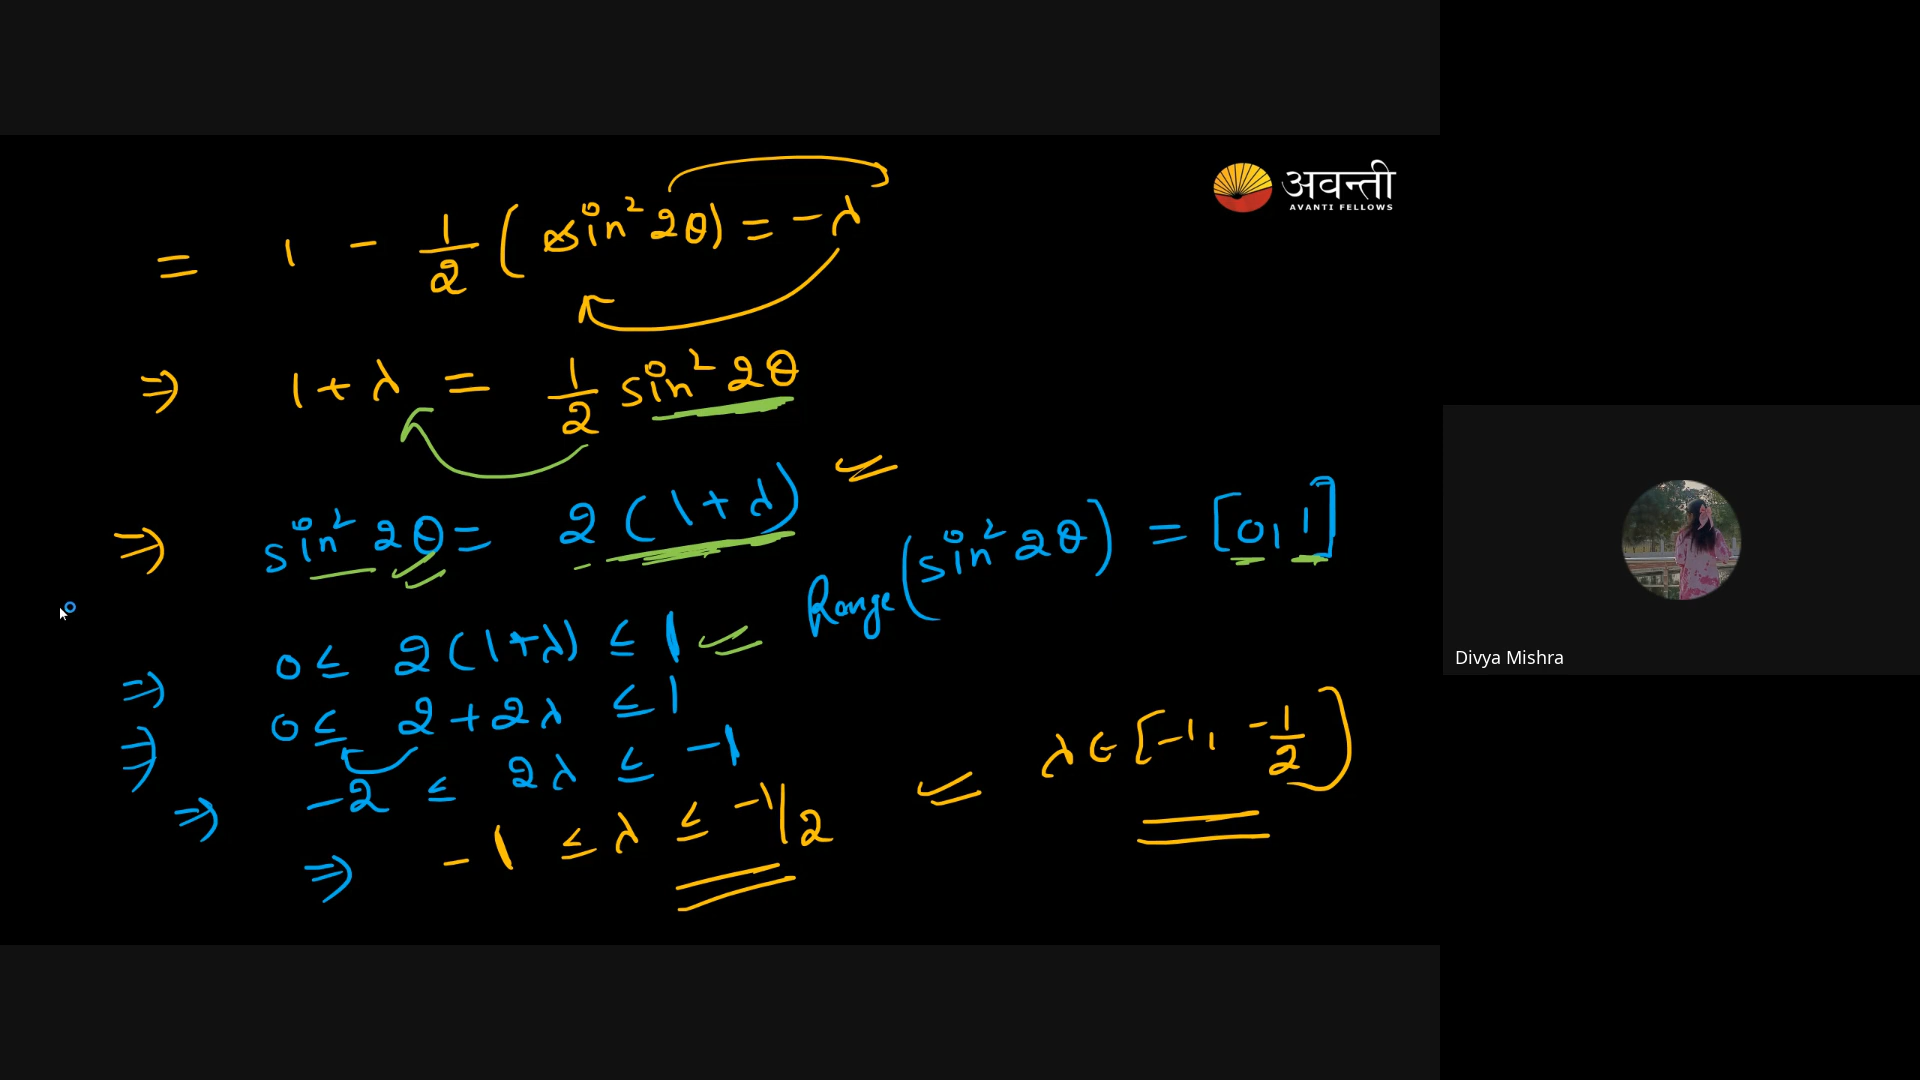 अवन्ती
AVANTI FELLOWS
= 1 - 1/2 ( sin² 2θ) = -λ
⇒ 1 + λ = 1/2 sin² 2θ
⇒ sin² 2θ = 2 (1 + λ)
Range (sin² 2θ) = [0, 1]
⇒ 0 ≤ 2 (1+λ) ≤ 1
⇒ 0 ≤ 2 + 2λ ≤ 1
⇒ -2 ≤ 2λ ≤ -1
⇒ -1 ≤ λ ≤ -1/2
λ ∈ [-1, -1/2)
Divya Mishra